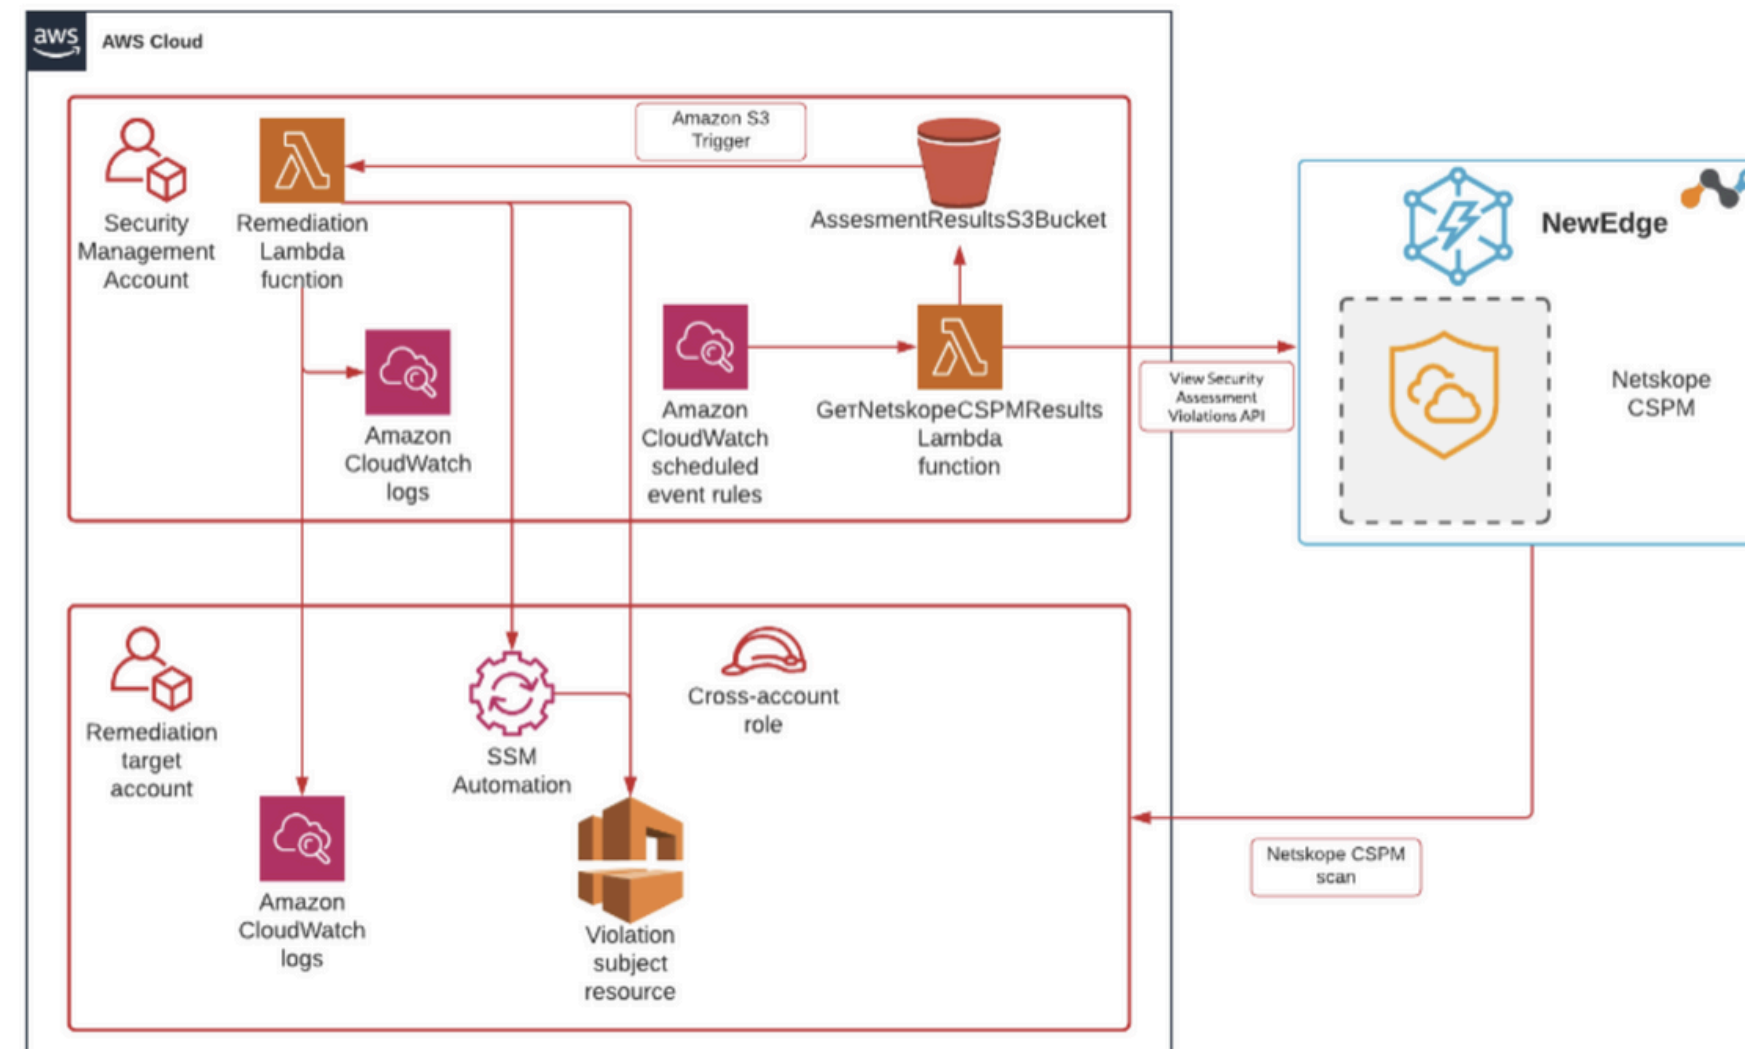 aws
AWS Cloud
Amazon S3
Trigger
Security
Management
Account
Remediation
Lambda
fucntion
AssesmentResultsS3Bucket
NewEdge
Amazon
CloudWatch
logs
Amazon
CloudWatch
scheduled
event rules
GeтNetskopeCSPMResults
Lambda
function
View Security
Assessment
Violations API
Netskope
CSPM
Remediation
target
account
SSM
Automation
Cross-account
role
Amazon
CloudWatch
logs
Violation
subject
resource
Netskope CSPM
scan